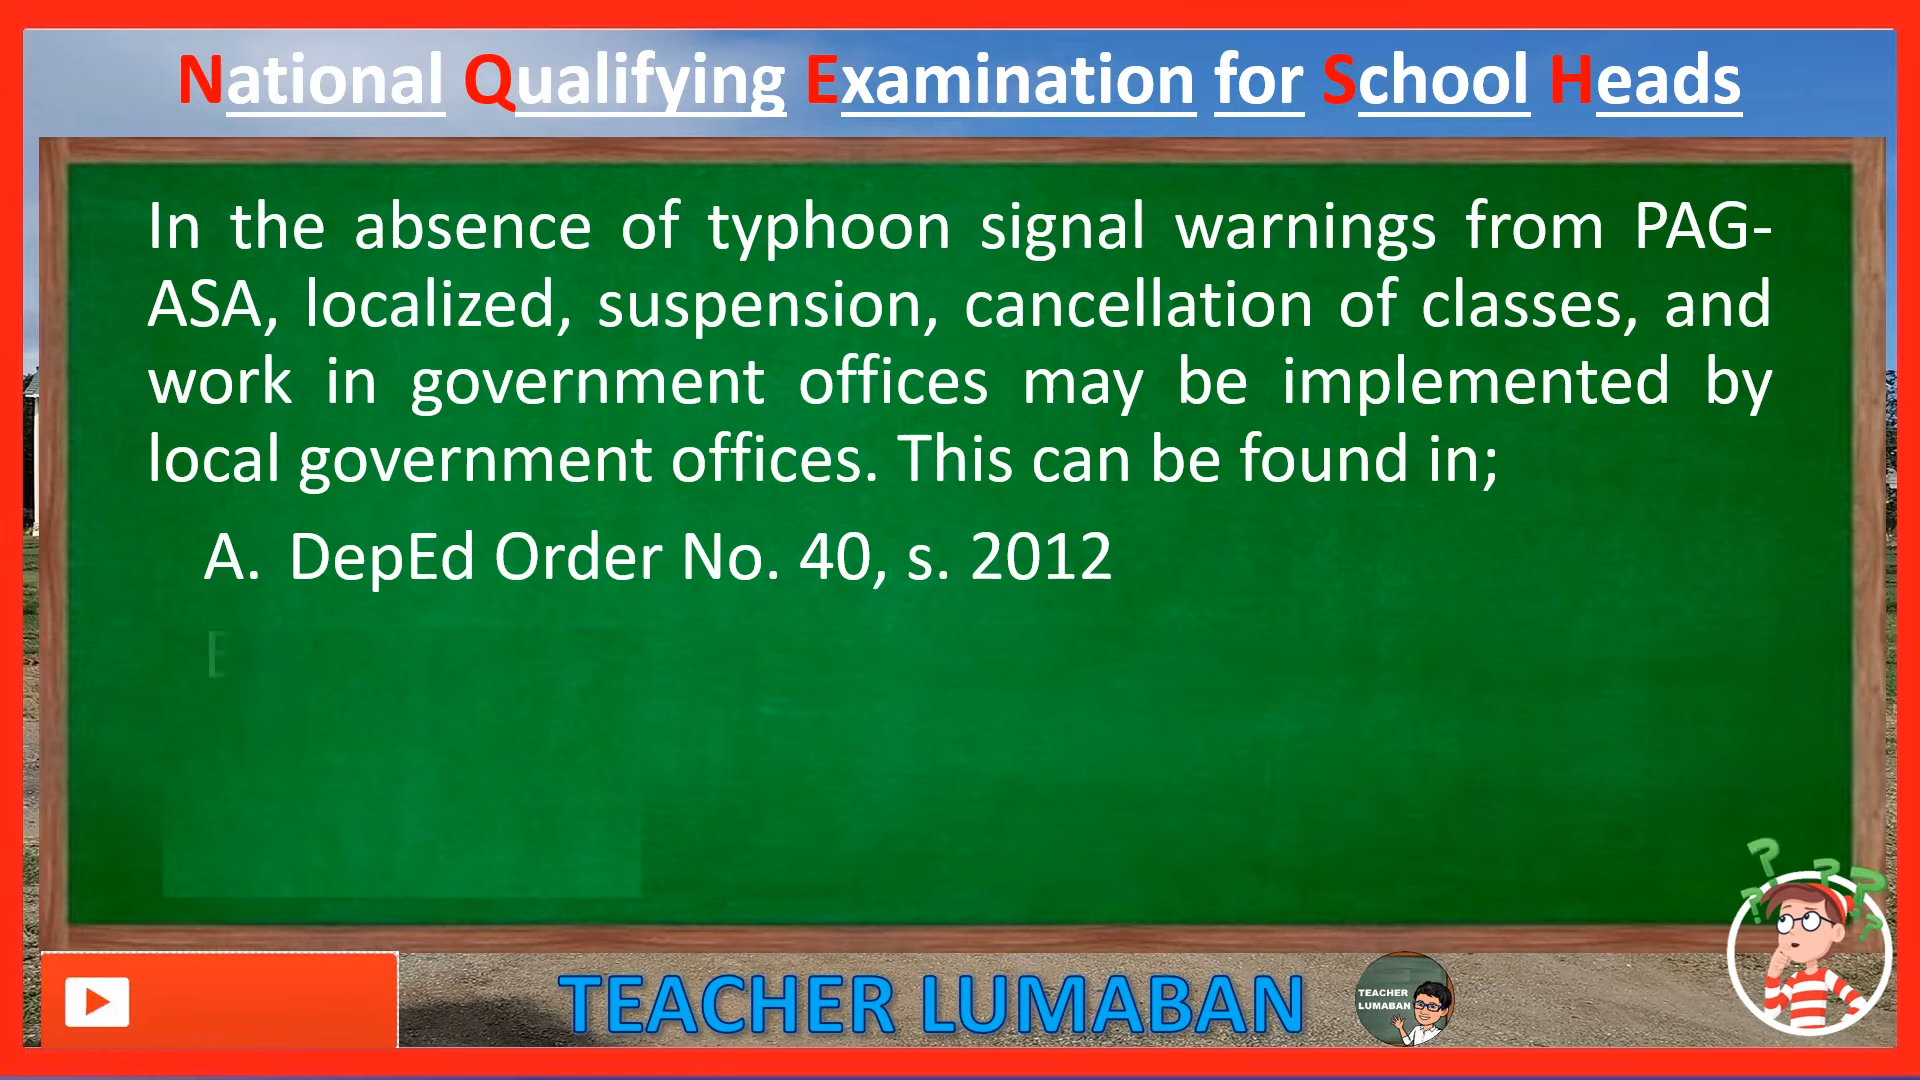 National Qualifying Examination for School Heads
In the absence of typhoon signal warnings from PAG-
ASA, localized, suspension, cancellation of classes, and
work in government offices may be implemented by
local government offices. This can be found in;
A. DepEd Order No. 40, s. 2012
TEACHER LUMABAN
TEACHER
LUMABAN